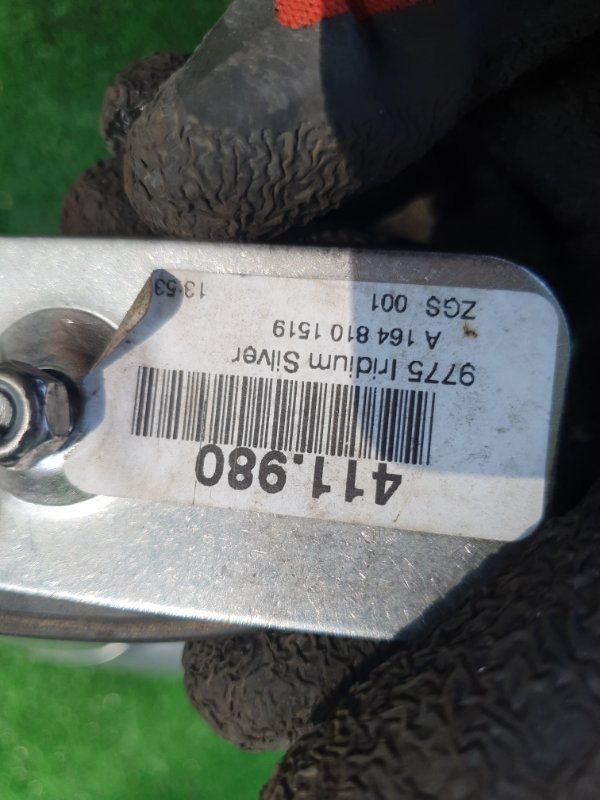 411.980
9775 Iridium Silver
A 164 810 1519
ZGS 001 13:53